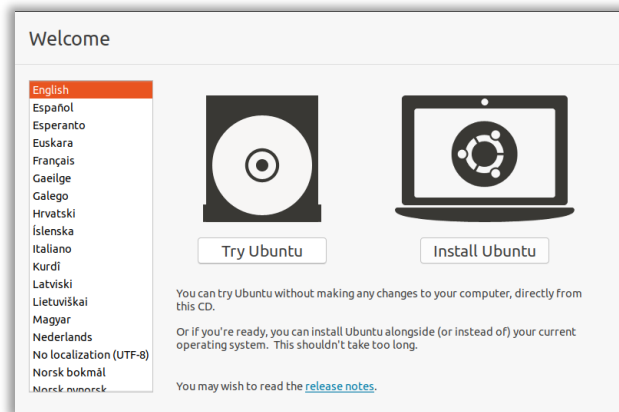 Welcome
English
Español
Esperanto
Euskara
Français
Gaeilge
Galego
Hrvatski
Íslenska
Italiano
Kurdî
Latviski
Lietuviškai
Magyar
Nederlands
No localization (UTF-8)
Norsk bokmål
Norsk nynorsk
Try Ubuntu
Install Ubuntu
You can try Ubuntu without making any changes to your computer, directly from
this CD.
Or if you're ready, you can install Ubuntu alongside (or instead of) your current
operating system. This shouldn't take too long.
You may wish to read the release notes.